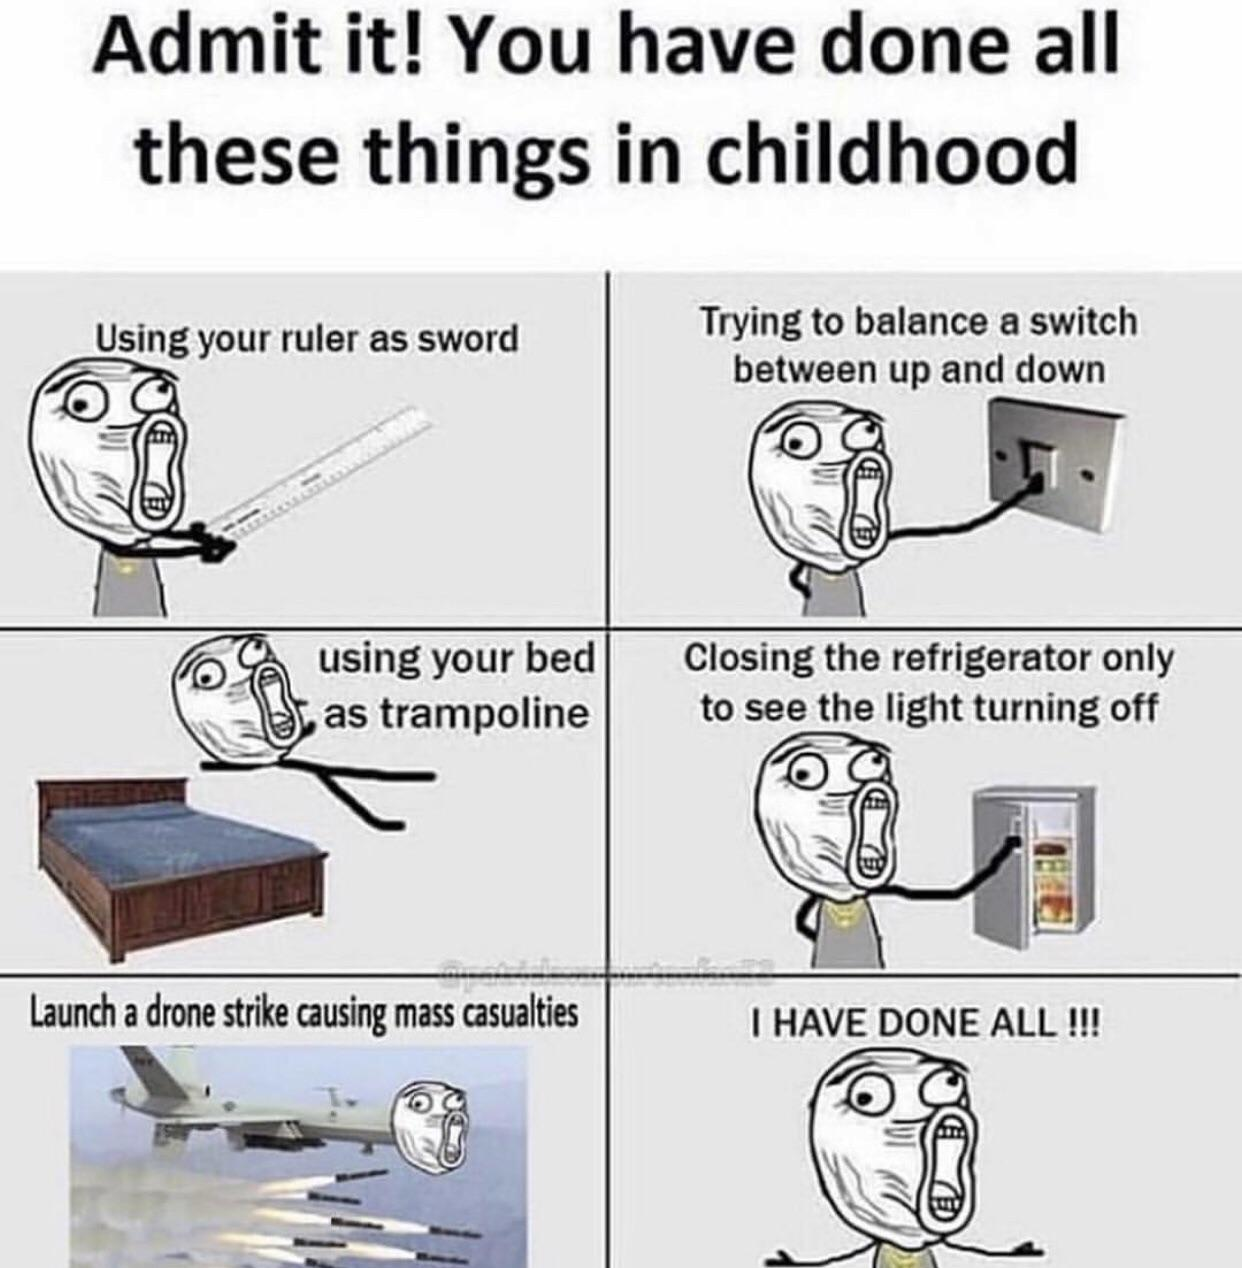 Admit it! You have done all
these things in childhood
Using your ruler as sword
Trying to balance a switch
between up and down
using your bed
as trampoline
Closing the refrigerator only
to see the light turning off
Launch a drone strike causing mass casualties
I HAVE DONE ALL !!!